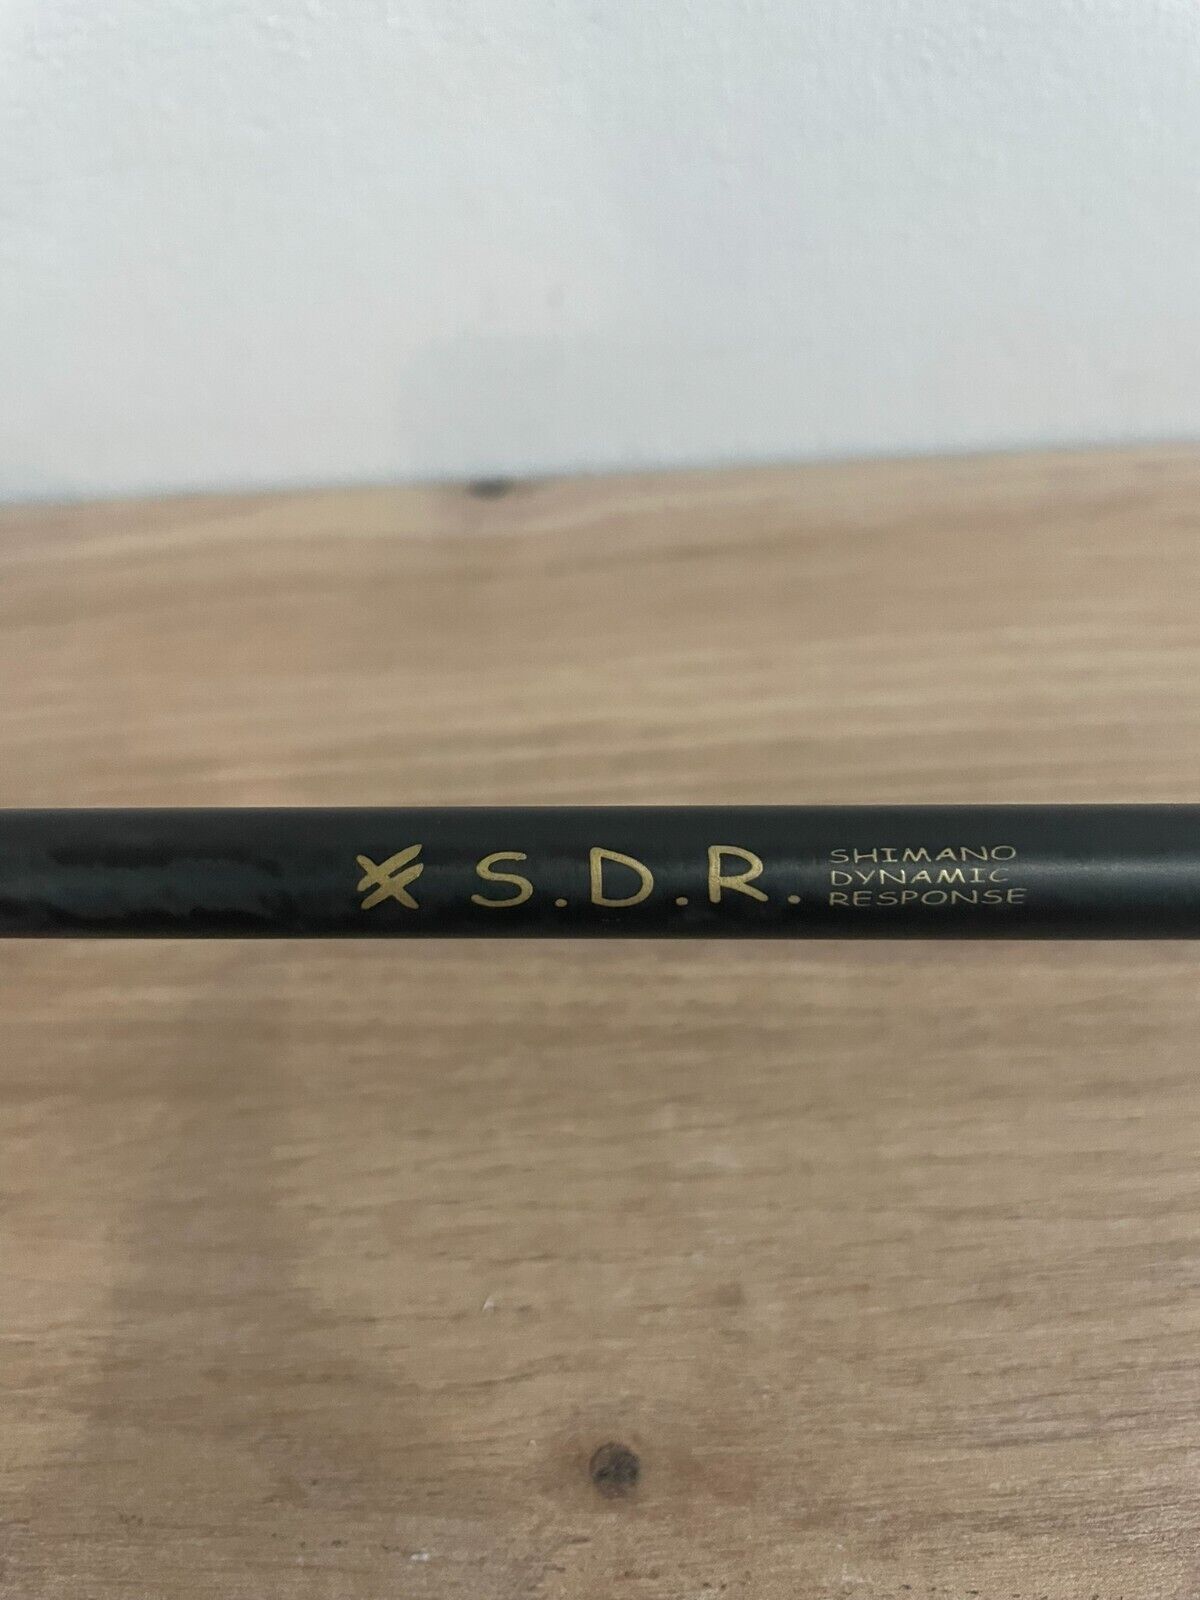 S.D.R.
SHIMANO
DYNAMIC
RESPONSE